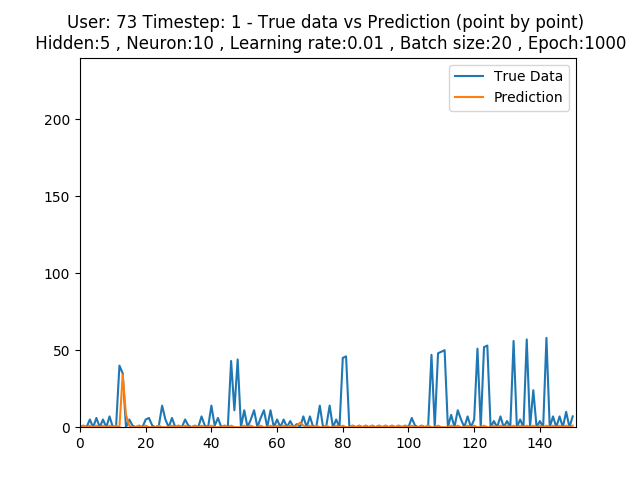 User: 73 Timestep: 1 - True data vs Prediction (point by point)
Hidden:5 , Neuron:10 , Learning rate:0.01 , Batch size:20 , Epoch:1000
True Data
Prediction
200
150
100
50
0
0 20 40 60 80 100 120 140